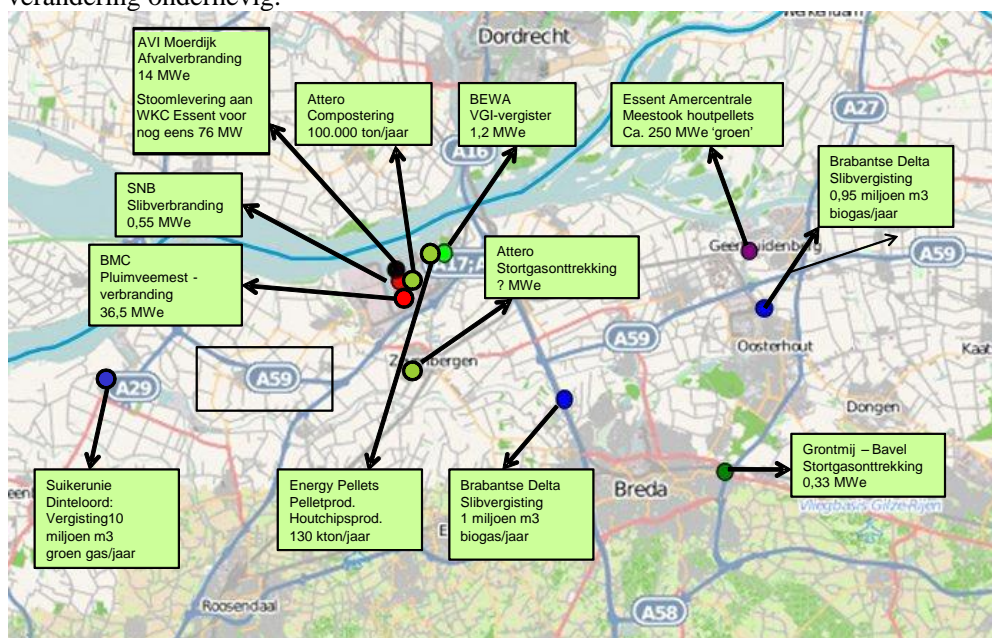 verandering onderhevig.
Dordrecht
Werkendam
AVI Moerdijk
Afvalverbranding
14 MWe
Stoomlevering aan
WKC Essent voor
nog eens 76 MW
Attero
Compostering
100.000 ton/jaar
BEWA
VGI-vergister
1,2 MWe
Essent Amercentrale
Meestook houtpellets
Ca. 250 MWe ‘groen’
A27
A16
Brabantse Delta
Slibvergisting
0,95 miljoen m3
biogas/jaar
SNB
Slibverbranding
0,55 MWe
BMC
Pluimveemest -
verbranding
36,5 MWe
Attero
Stortgasonttrekking
? MWe
A59
A59
Oosterhout
A59
A29
Dongen
Suikerunie
Dinteloord:
Vergisting10
miljoen m3
groen gas/jaar
Energy Pellets
Pelletprod.
Houtchipsprod.
130 kton/jaar
Brabantse Delta
Slibvergisting
1 miljoen m3
biogas/jaar
Breda
Grontmij – Bavel
Stortgasonttrekking
0,33 MWe
Vliegbasis Gilze-Rijen
Roosendaal
A58